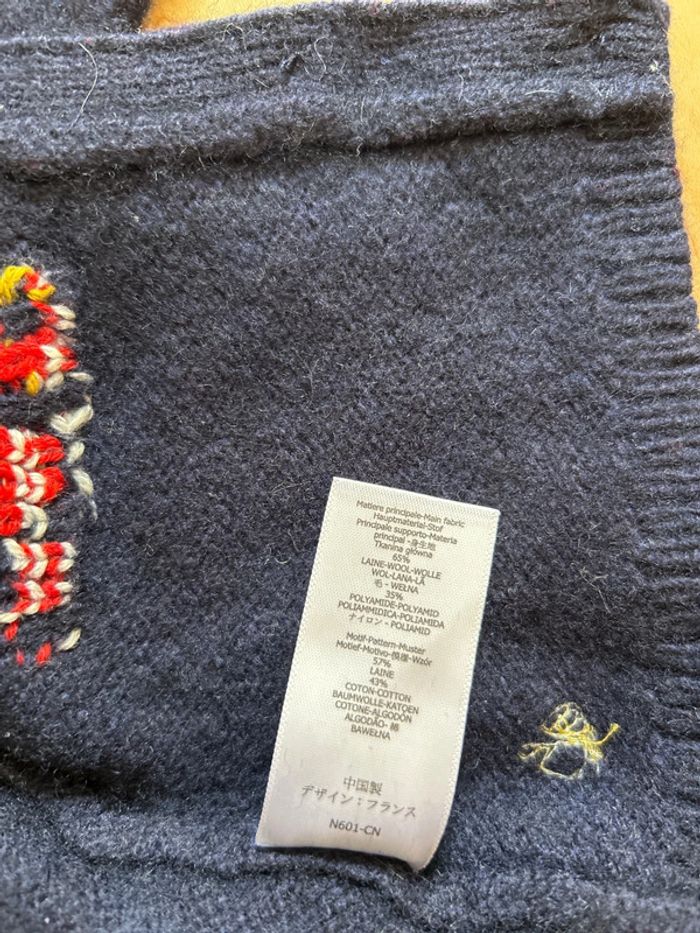 Matiere principale-Main fabric
Hauptmaterial-Stof
Principale supporto-Materia
principal -身生地
Tkanina główna
65%
LAINE-WOOL-WOLLE
WOL-LANA-LÃ
毛 - WEŁNA
35%
POLYAMIDE-POLYAMID
POLIAMMIDICA-POLIAMIDA
ナイロン - POLIAMID
Motif-Pattern-Muster
Motief-Motivo-模様-Wzór
57%
LAINE
43%
COTON-COTTON
BAUMWOLLE-KATOEN
COTONE-ALGODÓN
ALGODÃO- 綿
BAWEŁNA
中国製
デザイン：フランス
N601-CN